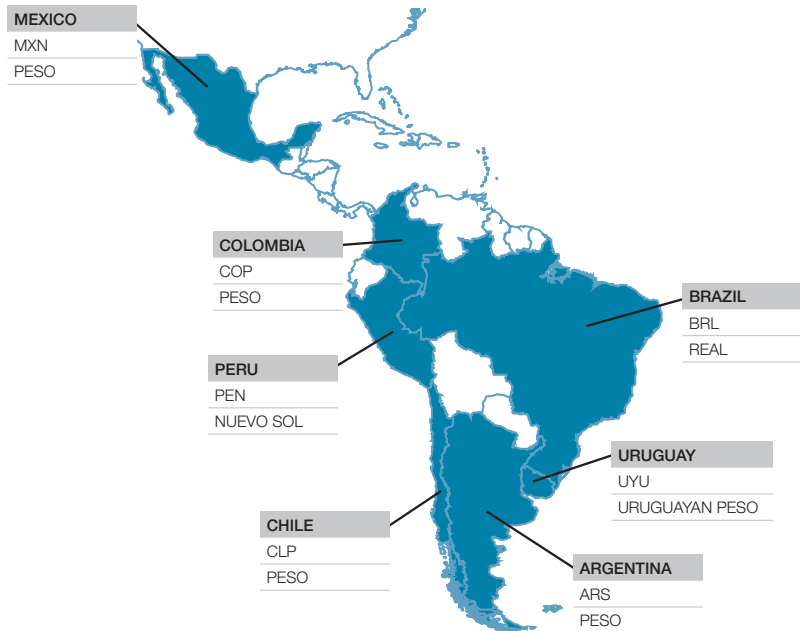 MEXICO
MXN
PESO
COLOMBIA
COP
PESO
BRAZIL
BRL
REAL
PERU
PEN
NUEVO SOL
URUGUAY
UYU
URUGUAYAN PESO
CHILE
CLP
PESO
ARGENTINA
ARS
PESO